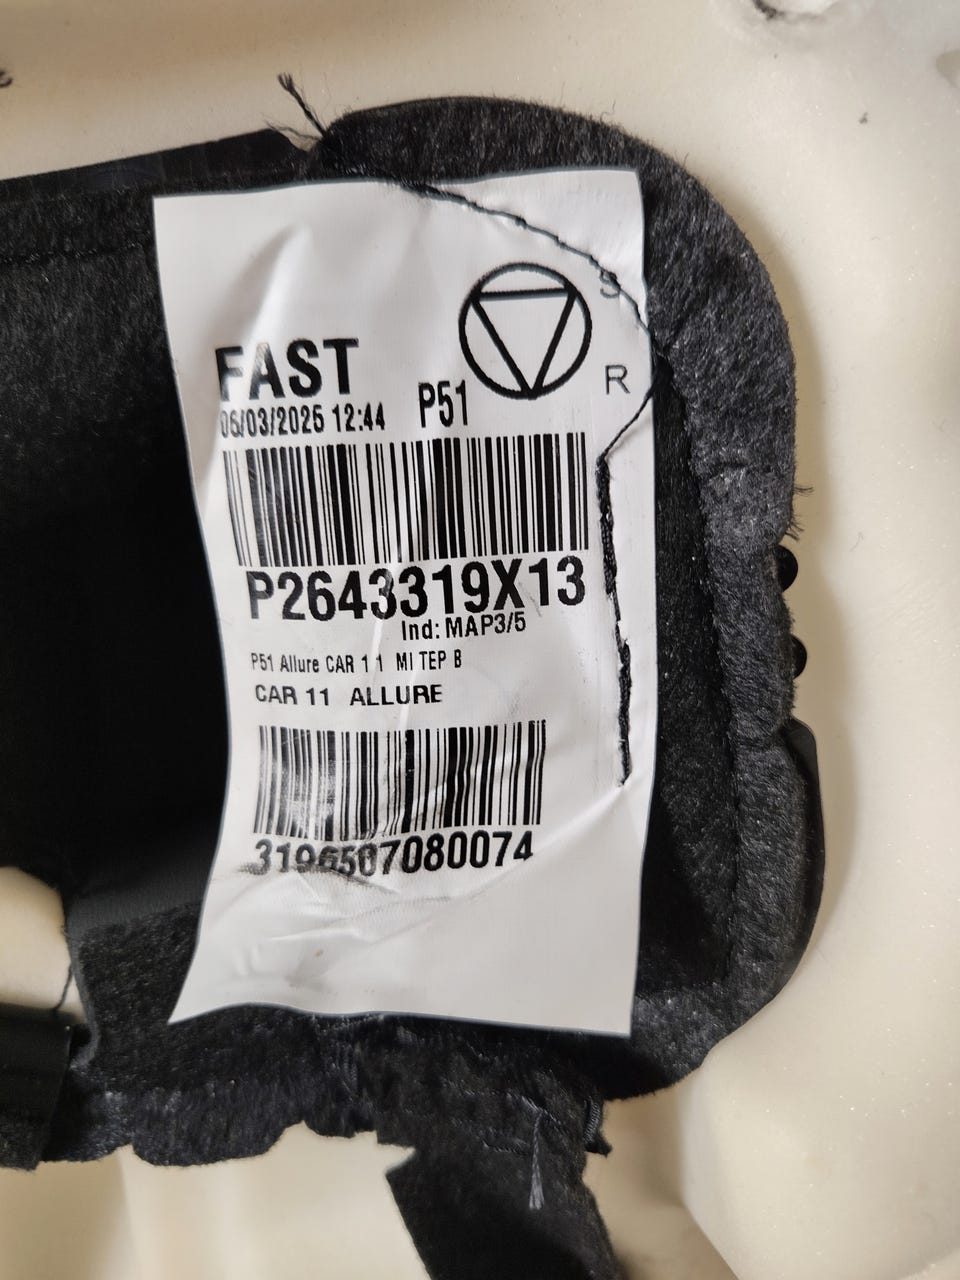 S
R
FAST
06/03/2025 12:44 P51
P2643319X13
Ind: MAP3/5
P51 Allure CAR 1 1 MI TEP B
CAR 11 ALLURE
3196507080074